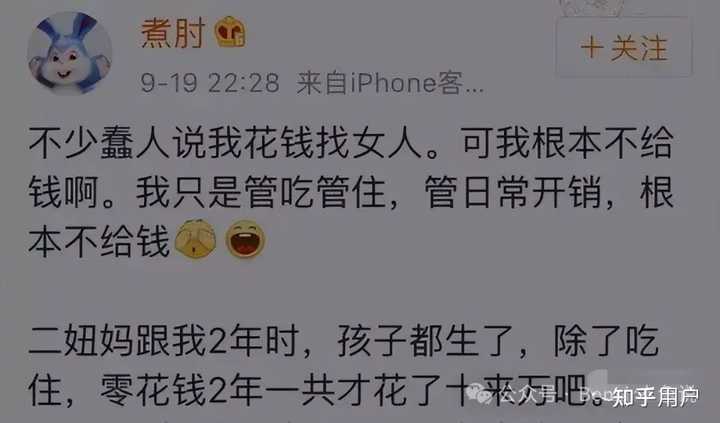 煮肘
+关注
9-19 22:28 来自iPhone客...
不少蠢人说我花钱找女人。可我根本不给
钱啊。我只是管吃管住，管日常开销，根
本不给钱
二妞妈跟我2年时，孩子都生了，除了吃
住，零花钱2年一共才花了十来万吧。
公众号
知乎用户